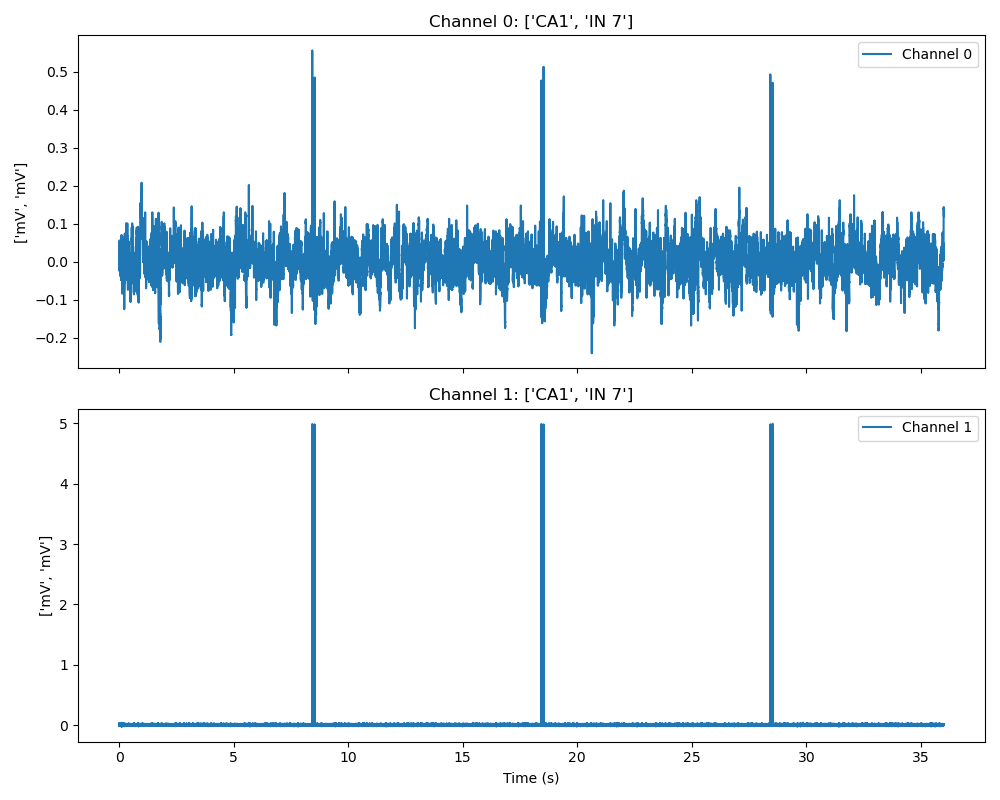 Channel 0: ['CA1', 'IN 7']
Channel 0
['mV', 'mV']
0.5
0.4
0.3
0.2
0.1
0.0
−0.1
−0.2
Channel 1: ['CA1', 'IN 7']
Channel 1
['mV', 'mV']
5
4
3
2
1
0
0 5 10 15 20 25 30 35
Time (s)